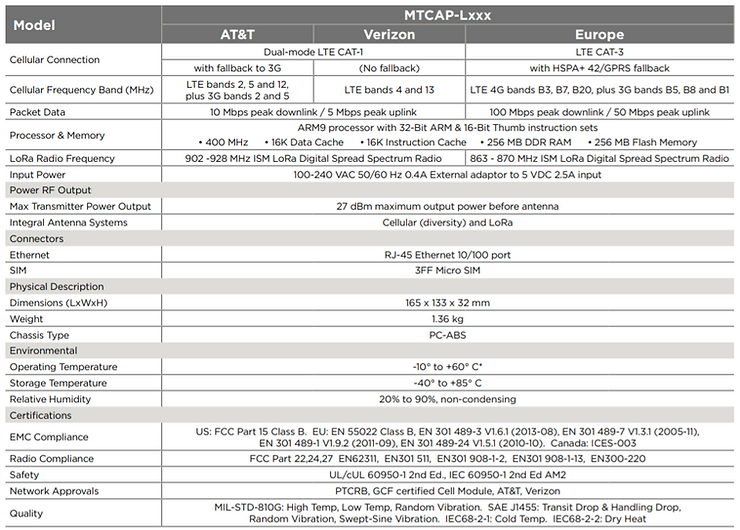 Model
MTCAP-Lxxx
AT&T Verizon Europe
Cellular Connection
Dual-mode LTE CAT-1 LTE CAT-3
with fallback to 3G (No fallback) with HSPA+ 42/GPRS fallback
Cellular Frequency Band (MHz)
LTE bands 2, 5 and 12,
plus 3G bands 2 and 5
LTE bands 4 and 13
LTE 4G bands B3, B7, B20, plus 3G bands B5, B8 and B1
Packet Data 10 Mbps peak downlink / 5 Mbps peak uplink 100 Mbps peak downlink / 50 Mbps peak uplink
Processor & Memory
ARM9 processor with 32-Bit ARM & 16-Bit Thumb instruction sets
• 400 MHz • 16K Data Cache • 16K Instruction Cache • 256 MB DDR RAM • 256 MB Flash Memory
LoRa Radio Frequency 902 -928 MHz ISM LoRa Digital Spread Spectrum Radio 863 - 870 MHz ISM LoRa Digital Spread Spectrum Radio
Input Power 100-240 VAC 50/60 Hz 0.4A External adaptor to 5 VDC 2.5A input
Power RF Output
Max Transmitter Power Output 27 dBm maximum output power before antenna
Integral Antenna Systems Cellular (diversity) and LoRa
Connectors
Ethernet RJ-45 Ethernet 10/100 port
SIM 3FF Micro SIM
Physical Description
Dimensions (LxWxH) 165 x 133 x 32 mm
Weight 1.36 kg
Chassis Type PC-ABS
Environmental
Operating Temperature -10° to +60° C*
Storage Temperature -40° to +85° C
Relative Humidity 20% to 90%, non-condensing
Certifications
EMC Compliance
US: FCC Part 15 Class B. EU: EN 55022 Class B, EN 301 489-3 V1.6.1 (2013-08), EN 301 489-7 V1.3.1 (2005-11),
EN 301 489-1 V1.9.2 (2011-09), EN 301 489-24 V1.5.1 (2010-10). Canada: ICES-003
Radio Compliance FCC Part 22,24,27 EN62311, EN301 511, EN301 908-1-2, EN301 908-1-13, EN300-220
Safety UL/cUL 60950-1 2nd Ed., IEC 60950-1 2nd Ed AM2
Network Approvals PTCRB, GCF certified Cell Module, AT&T, Verizon
Quality
MIL-STD-810G: High Temp, Low Temp, Random Vibration. SAE J1455: Transit Drop & Handling Drop,
Random Vibration, Swept-Sine Vibration. IEC68-2-1: Cold Temp. IEC68-2-2: Dry Heat